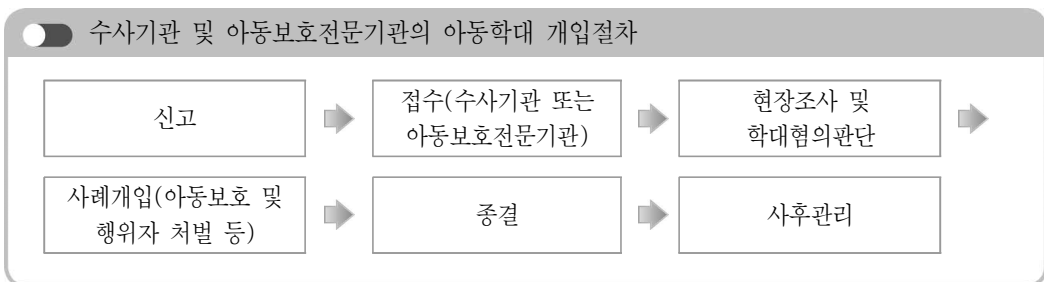 수사기관 및 아동보호전문기관의 아동학대 개입절차
신고
접수(수사기관 또는
아동보호전문기관)
현장조사 및
학대혐의판단
사례개입(아동보호 및
행위자 처벌 등)
종결
사후관리